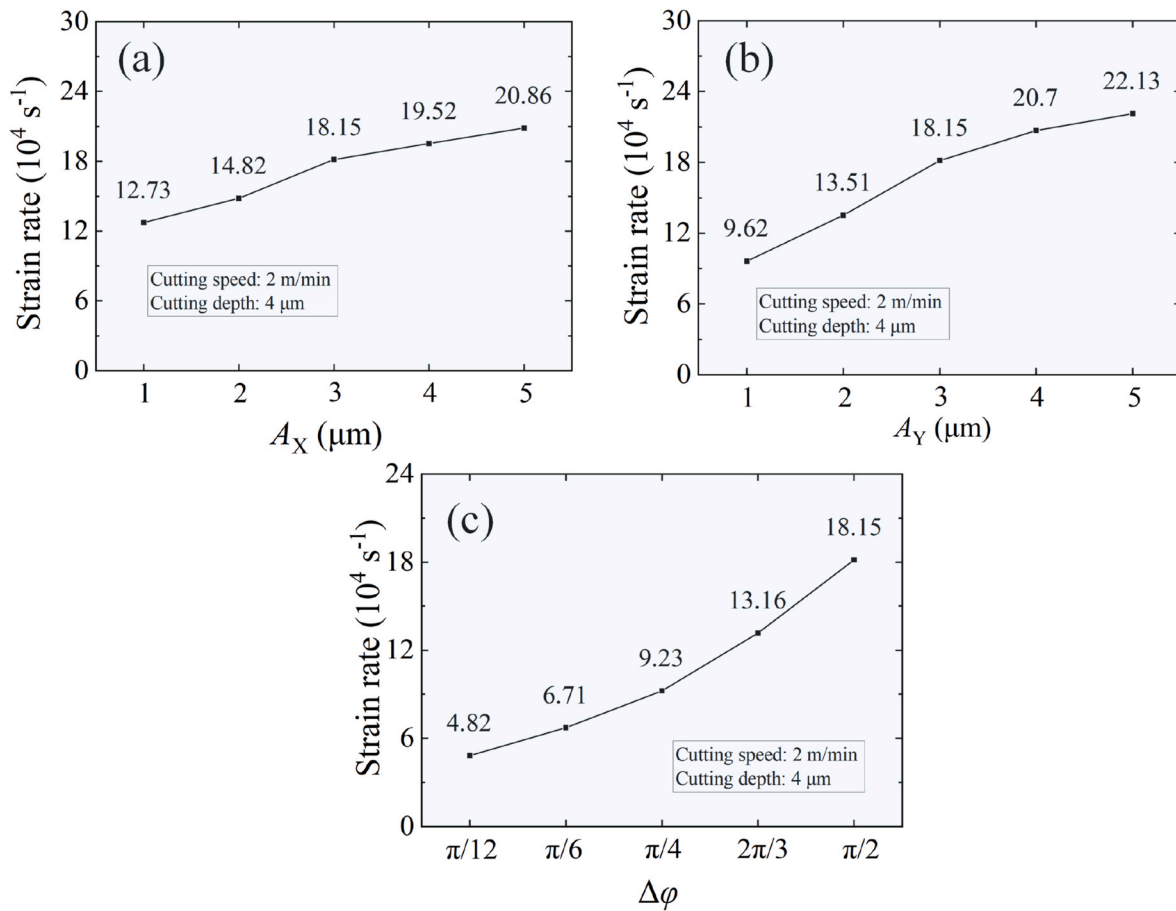 (a)
Strain rate (10⁴ s⁻¹)
30
24
18
12
6
0
12.73
14.82
18.15
19.52
20.86
Cutting speed: 2 m/min
Cutting depth: 4 μm
1 2 3 4 5
A_X (μm)
(b)
Strain rate (10⁴ s⁻¹)
30
24
18
12
6
0
9.62
13.51
18.15
20.7
22.13
Cutting speed: 2 m/min
Cutting depth: 4 μm
1 2 3 4 5
A_Y (μm)
(c)
Strain rate (10⁴ s⁻¹)
24
18
12
6
0
4.82
6.71
9.23
13.16
18.15
Cutting speed: 2 m/min
Cutting depth: 4 μm
π/12 π/6 π/4 2π/3 π/2
Δφ